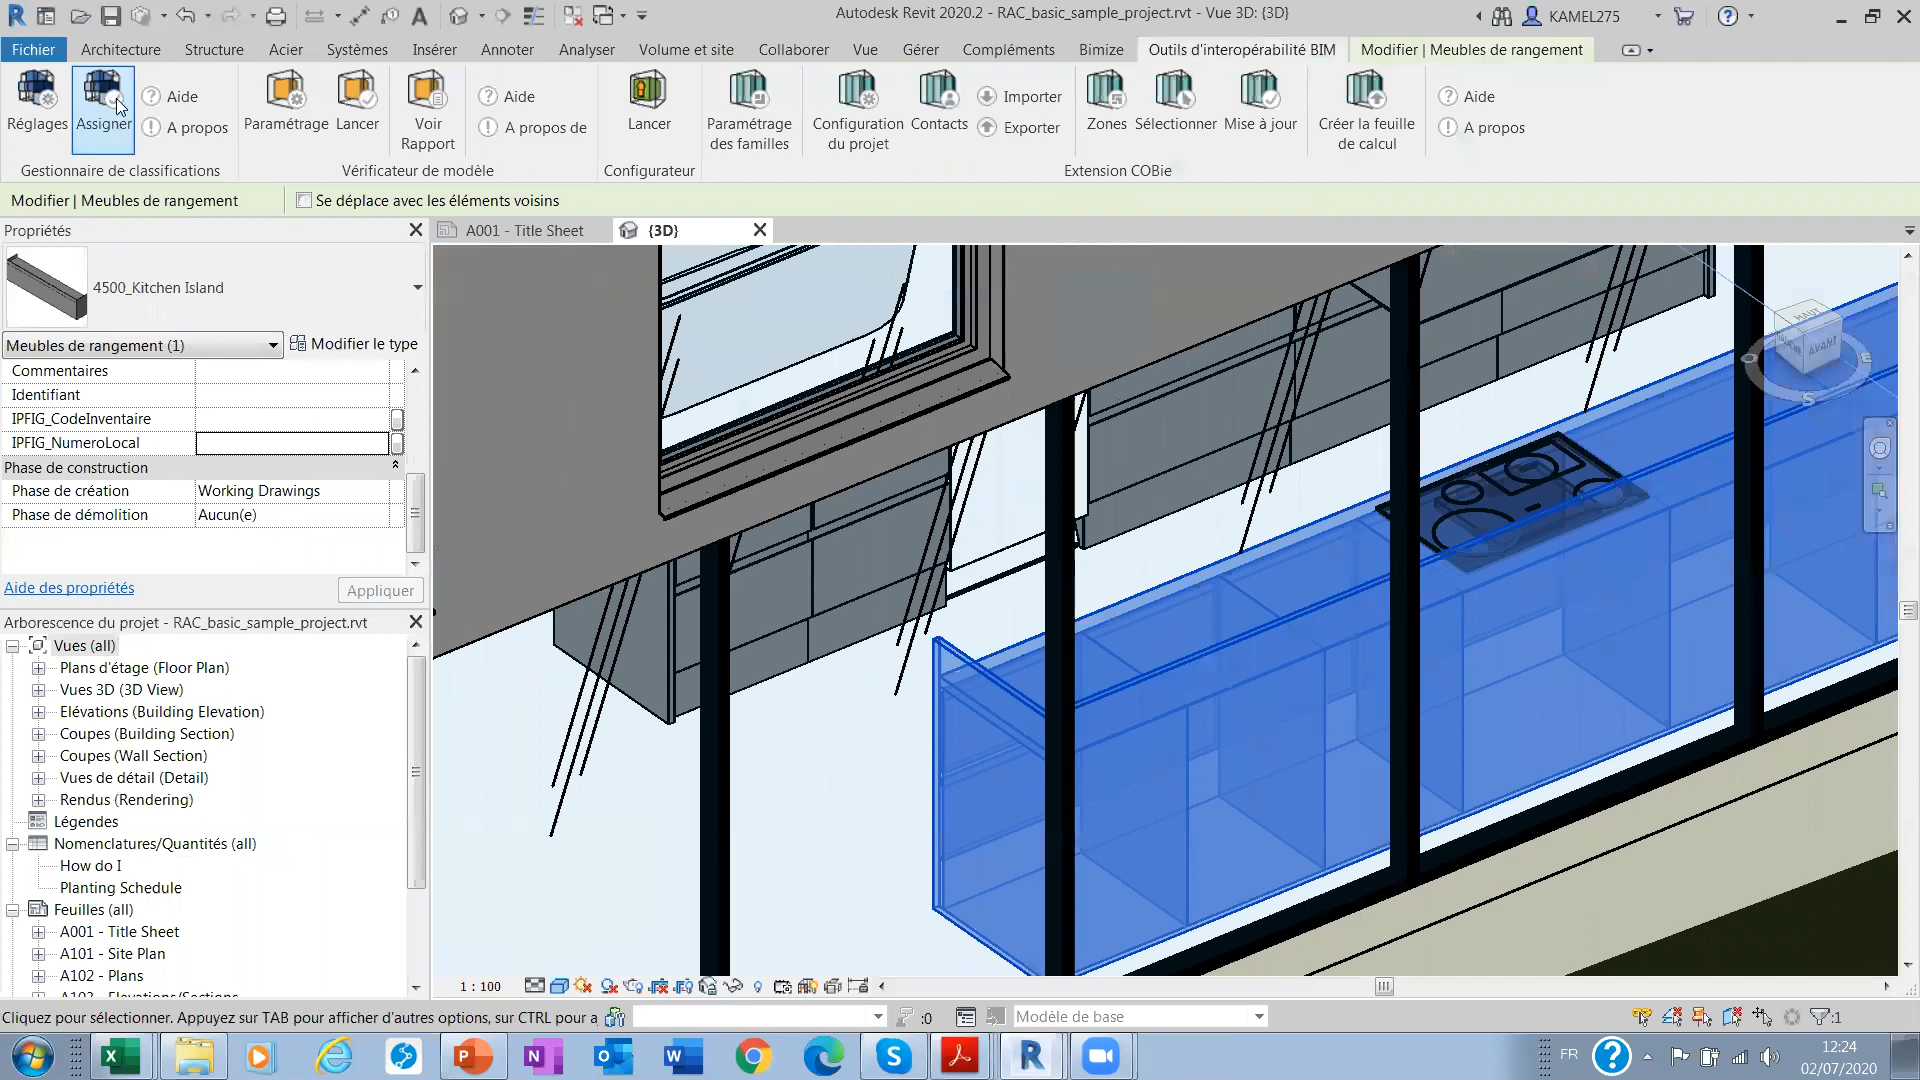 Autodesk Revit 2020.2 - RAC_basic_sample_project.rvt - Vue 3D: {3D}
KAMEL275
Fichier Architecture Structure Acier Systèmes Insérer Annoter Analyser Volume et site Collaborer Vue Gérer Compléments Bimize Outils d'interopérabilité BIM Modifier | Meubles de rangement
Réglages Assigner Aide A propos
Paramétrage Lancer Voir Rapport Aide A propos de
Lancer
Paramétrage des familles
Configuration du projet
Contacts
Importer
Exporter
Zones Sélectionner Mise à jour
Créer la feuille de calcul
Aide
A propos
Gestionnaire de classifications Vérificateur de modèle Configurateur Extension COBie
Modifier | Meubles de rangement Se déplace avec les éléments voisins
Propriétés
A001 - Title Sheet {3D}
4500_Kitchen Island
Meubles de rangement (1) Modifier le type
Commentaires
Identifiant
IPFIG_CodeInventaire
IPFIG_NumeroLocal
Phase de construction
Phase de création Working Drawings
Phase de démolition Aucun(e)
Aide des propriétés Appliquer
Arborescence du projet - RAC_basic_sample_project.rvt
Vues (all)
Plans d'étage (Floor Plan)
Vues 3D (3D View)
Elévations (Building Elevation)
Coupes (Building Section)
Coupes (Wall Section)
Vues de détail (Detail)
Rendus (Rendering)
Légendes
Nomenclatures/Quantités (all)
How do I
Planting Schedule
Feuilles (all)
A001 - Title Sheet
A101 - Site Plan
A102 - Plans
HAUT
AVANT
E
S
1 : 100
Cliquez pour sélectionner. Appuyez sur TAB pour afficher d'autres options, sur CTRL pour a
:0
Modèle de base
:1
FR
12:24
02/07/2020